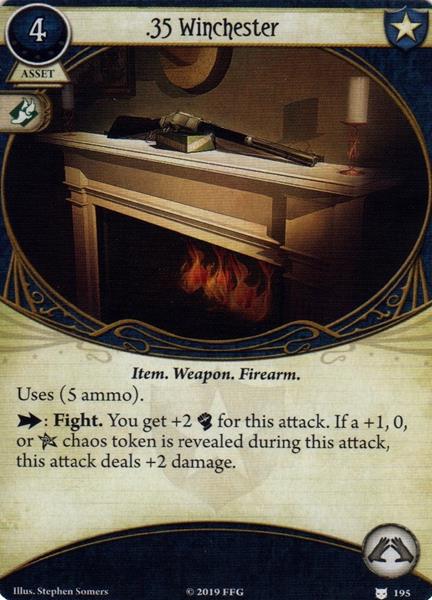 4
.35 Winchester
ASSET
Item. Weapon. Firearm.
Uses (5 ammo).
: Fight. You get +2 for this attack. If a +1, 0,
or chaos token is revealed during this attack,
this attack deals +2 damage.
Illus. Stephen Somers
© 2019 FFG
195